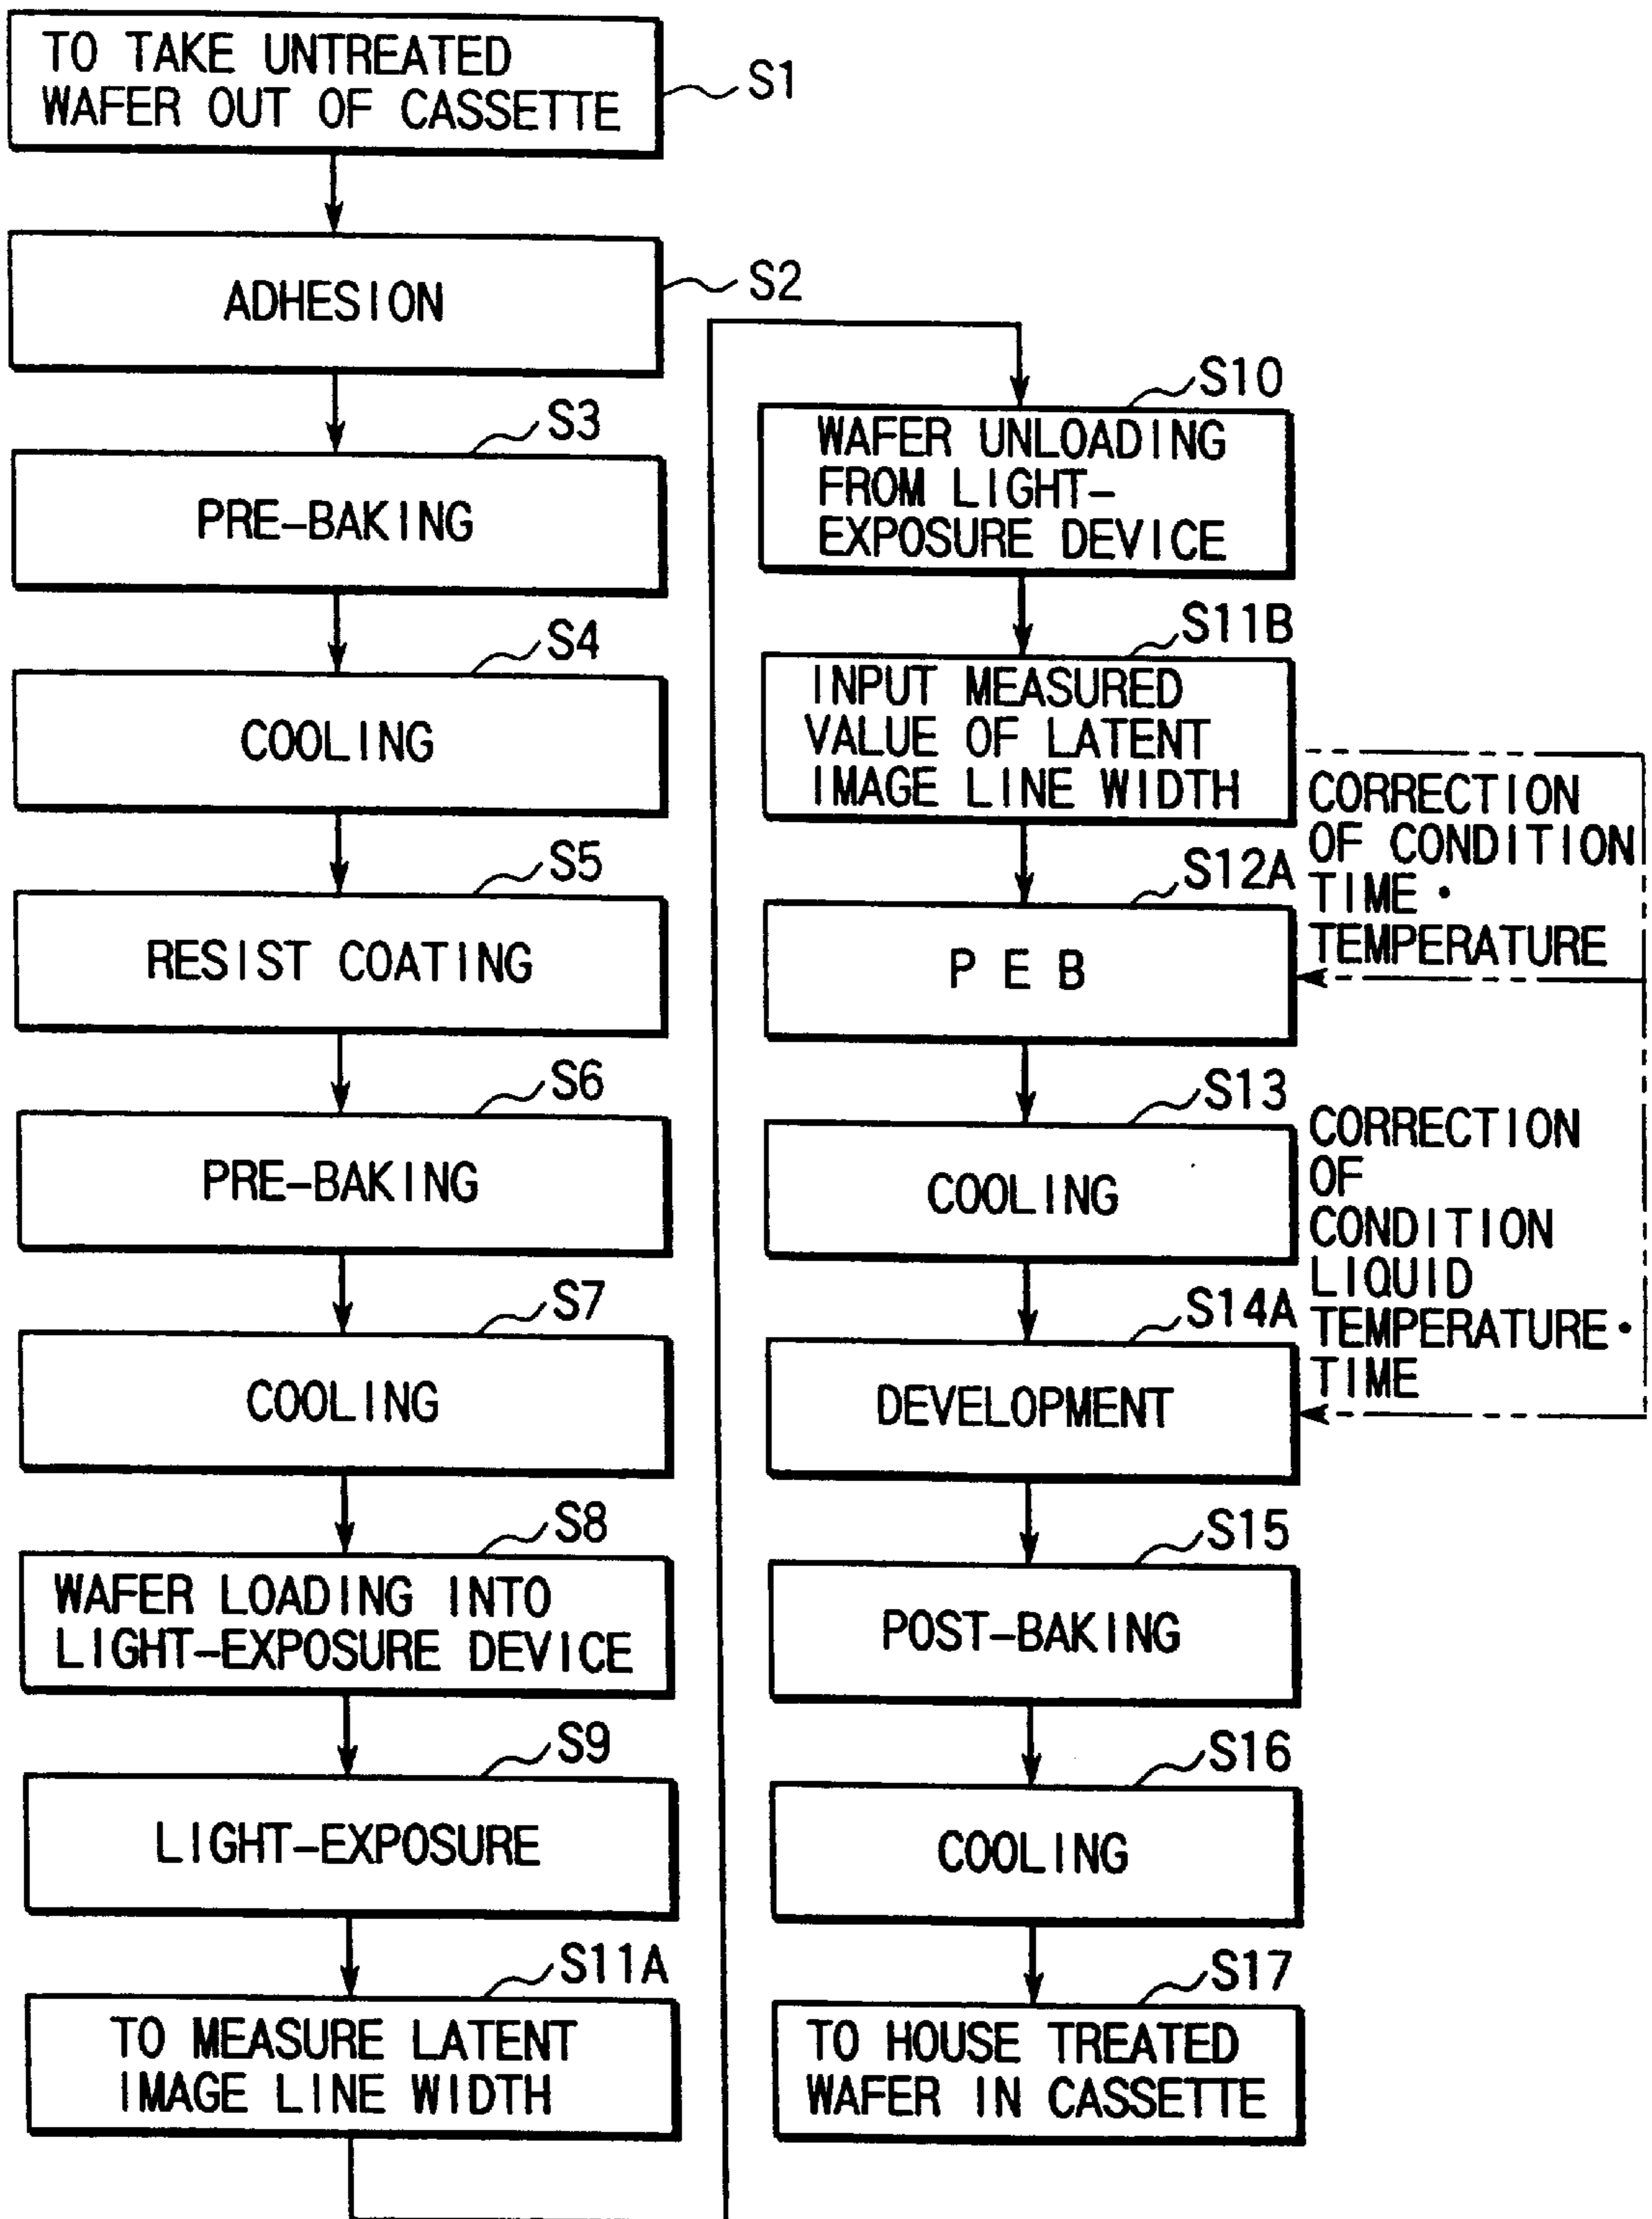 TO TAKE UNTREATED
WAFER OUT OF CASSETTE
S1
ADHESION
S2
S3
PRE-BAKING
S4
COOLING
S5
RESIST COATING
S6
PRE-BAKING
S7
COOLING
S8
WAFER LOADING INTO
LIGHT-EXPOSURE DEVICE
S9
LIGHT-EXPOSURE
S11A
TO MEASURE LATENT
IMAGE LINE WIDTH
S10
WAFER UNLOADING
FROM LIGHT-
EXPOSURE DEVICE
S11B
INPUT MEASURED
VALUE OF LATENT
IMAGE LINE WIDTH
CORRECTION
OF CONDITION
TIME・
TEMPERATURE
S12A
P E B
S13
COOLING
CORRECTION
OF
CONDITION
LIQUID
TEMPERATURE・
TIME
S14A
DEVELOPMENT
S15
POST-BAKING
S16
COOLING
S17
TO HOUSE TREATED
WAFER IN CASSETTE